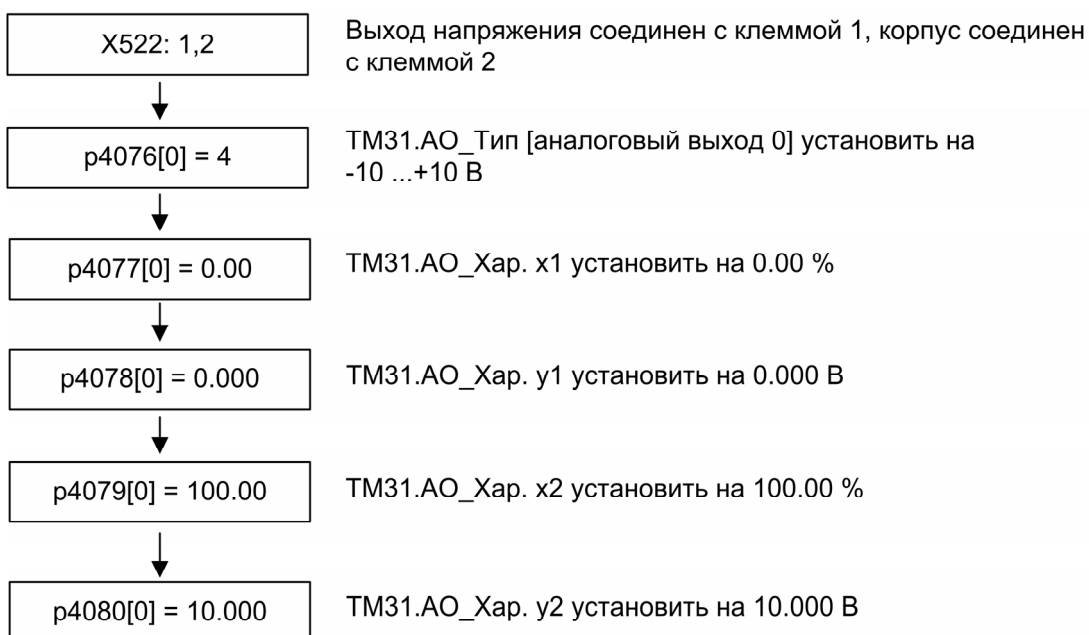 X522: 1,2
Выход напряжения соединен с клеммой 1, корпус соединен
с клеммой 2
p4076[0] = 4
TM31.AO_Тип [аналоговый выход 0] установить на
-10 ...+10 В
p4077[0] = 0.00
TM31.AO_Хар. x1 установить на 0.00 %
p4078[0] = 0.000
TM31.AO_Хар. y1 установить на 0.000 В
p4079[0] = 100.00
TM31.AO_Хар. x2 установить на 100.00 %
p4080[0] = 10.000
TM31.AO_Хар. y2 установить на 10.000 В